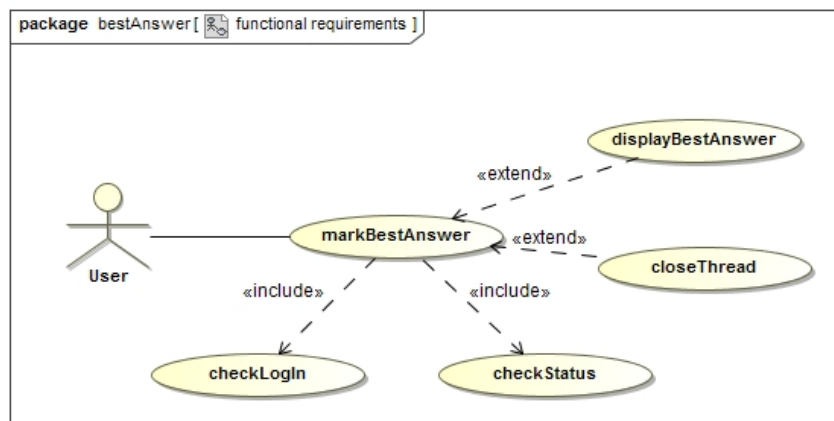 package bestAnswer[ functional requirements ]
displayBestAnswer
«extend»
markBestAnswer
«extend»
closeThread
User
«include»
«include»
checkLogIn
checkStatus